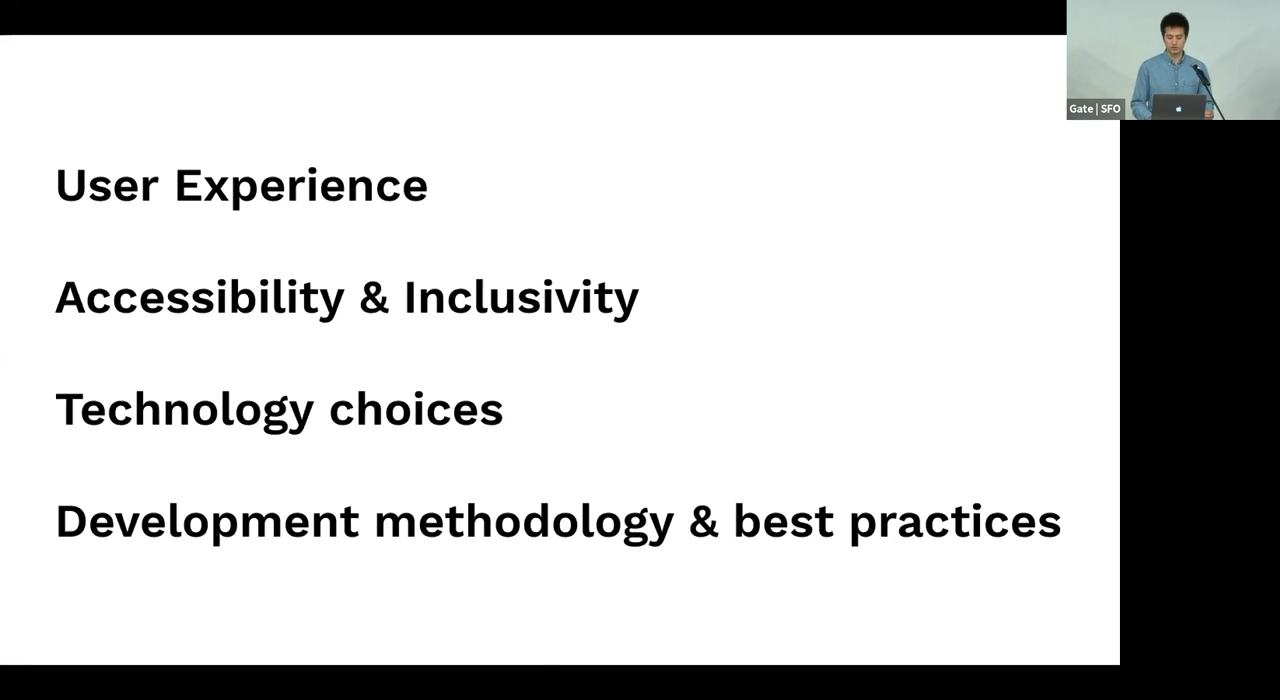 User Experience
Accessibility & Inclusivity
Technology choices
Development methodology & best practices
Gate | SFO